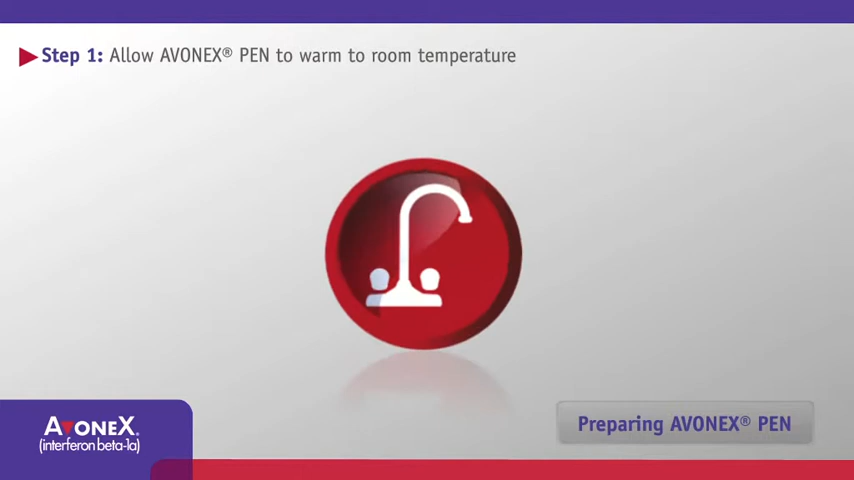 Step 1: Allow AVONEX® PEN to warm to room temperature
AVONEX®
(interferon beta-1a)
Preparing AVONEX® PEN